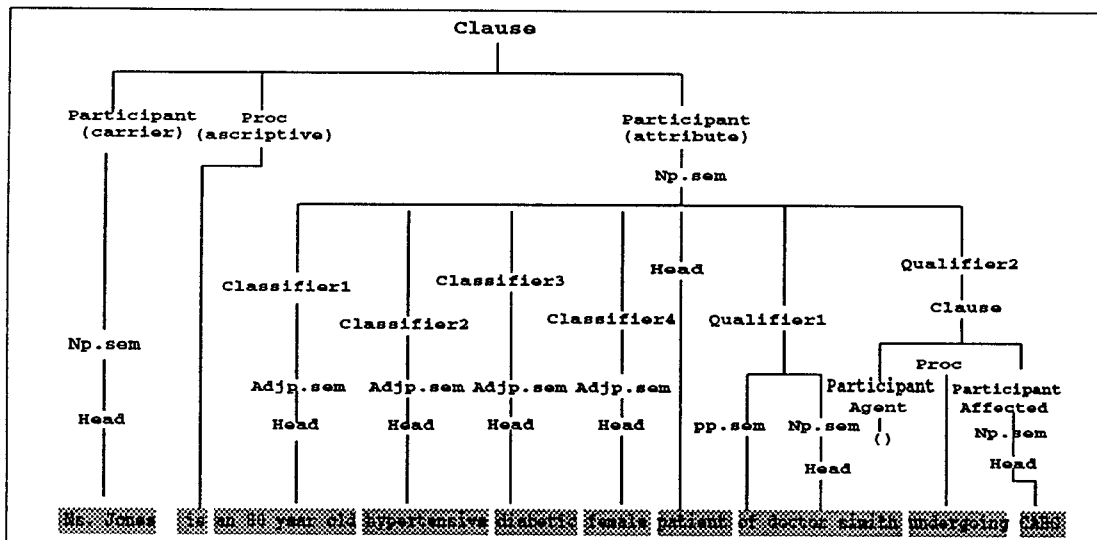 Clause
Participant Proc Participant
(carrier) (ascriptive) (attribute)
Np.sem
Head Qualifier2
Classifier1 Classifier3
Clause
Classifier2 Classifier4 Qualifier1
Np.sem
Proc
Adjp.sem Adjp.sem Adjp.sem Adjp.sem Participant Participant
Agent Affected
Head Head Head Head Head pp.sem Np.sem () Np.sem
Head Head
Ms. Jones is an 80 year old hypertensive diabetic female patient of doctor smith undergoing CABG